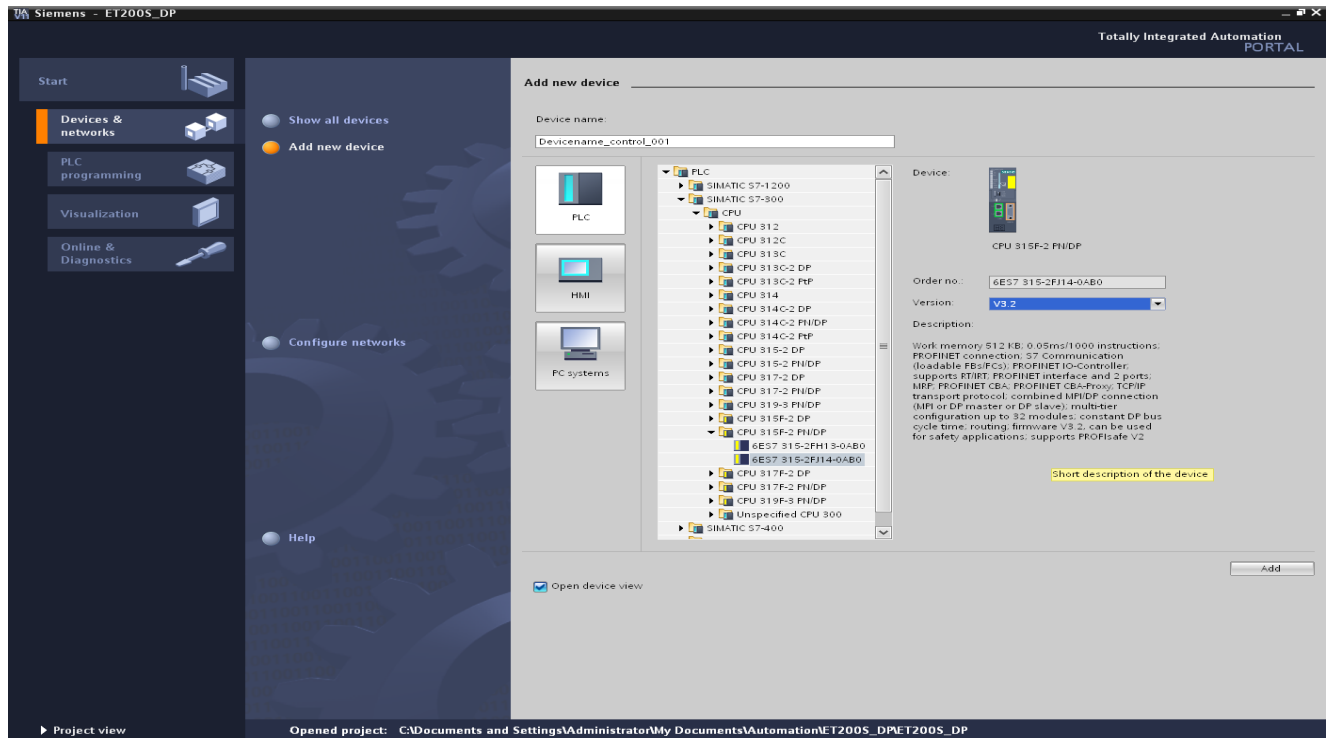 Siemens - ET200S_DP
Totally Integrated Automation
PORTAL
Start
Devices &
networks
PLC
programming
Visualization
Online &
Diagnostics
Show all devices
Add new device
Configure networks
Help
Add new device
Device name:
Devicename_control_001
PLC
HMI
PC systems
PLC
SIMATIC S7-1200
SIMATIC S7-300
CPU
CPU 312
CPU 312C
CPU 313C
CPU 313C-2 DP
CPU 313C-2 PtP
CPU 314
CPU 314C-2 DP
CPU 314C-2 PN/DP
CPU 314C-2 PtP
CPU 315-2 DP
CPU 315-2 PN/DP
CPU 317-2 DP
CPU 317-2 PN/DP
CPU 319-3 PN/DP
CPU 315F-2 DP
CPU 315F-2 PN/DP
6ES7 315-2FH13-0AB0
6ES7 315-2FJ14-0AB0
CPU 317F-2 DP
CPU 317F-2 PN/DP
CPU 319F-3 PN/DP
Unspecified CPU 300
SIMATIC S7-400
Device:
CPU 315F-2 PN/DP
Order no.: 6ES7 315-2FJ14-0AB0
Version: V3.2
Description:
Work memory 512 KB; 0.05ms/1000 instructions;
PROFINET connection; S7 Communication
(loadable FBs/FCs); PROFINET IO-Controller;
supports RT/IRT; PROFINET interface and 2 ports;
MRP; PROFINET CBA; PROFINET CBA-Proxy; TCP/IP
transport protocol; combined MPI/DP connection
(MPI or DP master or DP slave); multi-tier
configuration up to 32 modules; constant DP bus
cycle time; routing; firmware V3.2, can be used
for safety applications; supports PROFIsafe V2
Short description of the device
Add
Open device view
Project view
Opened project: C:\Documents and Settings\Administrator\My Documents\Automation\ET200S_DP\ET200S_DP